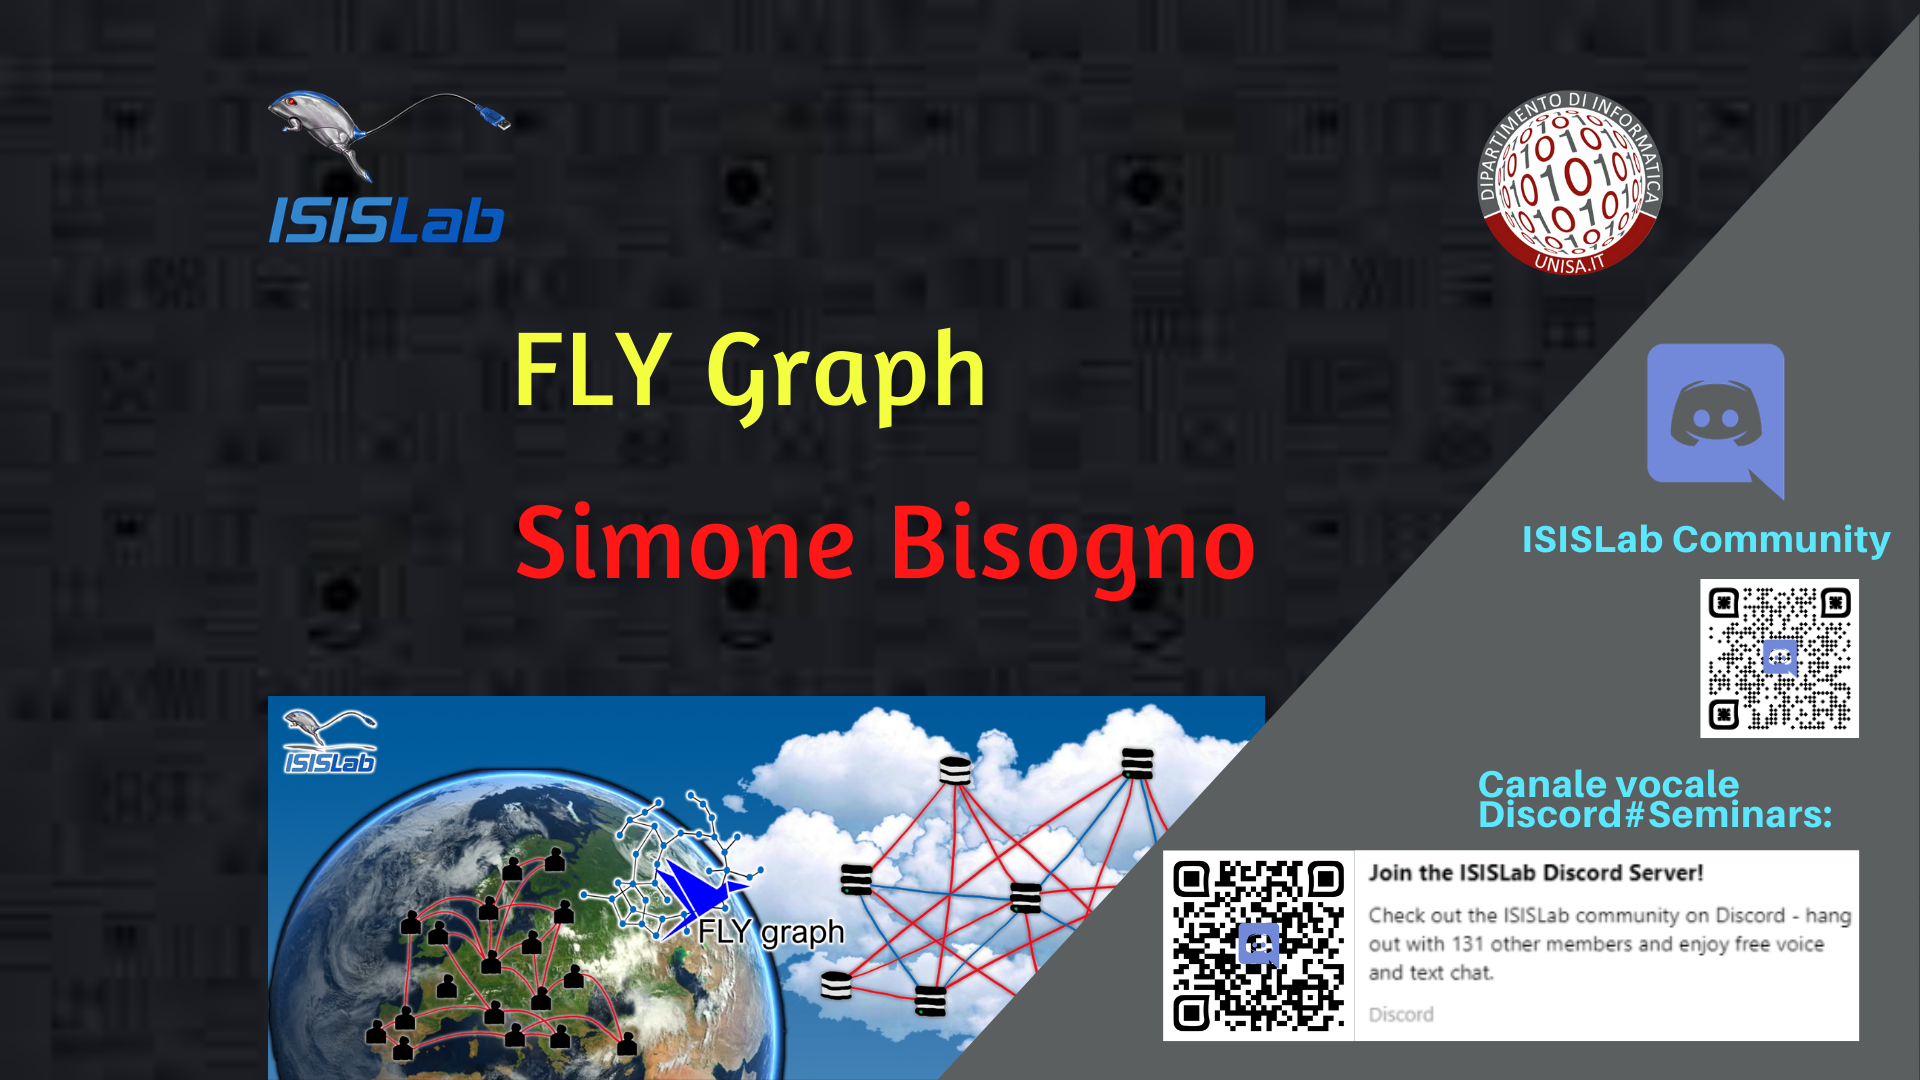 ISISLab
DIPARTIMENTO DI INFORMATICA
UNISA.IT
FLY Graph
Simone Bisogno
ISISLab Community
Canale vocale
Discord#Seminars:
ISISLab
FLY graph
Join the ISISLab Discord Server!
Check out the ISISLab community on Discord - hang
out with 131 other members and enjoy free voice
and text chat.
Discord